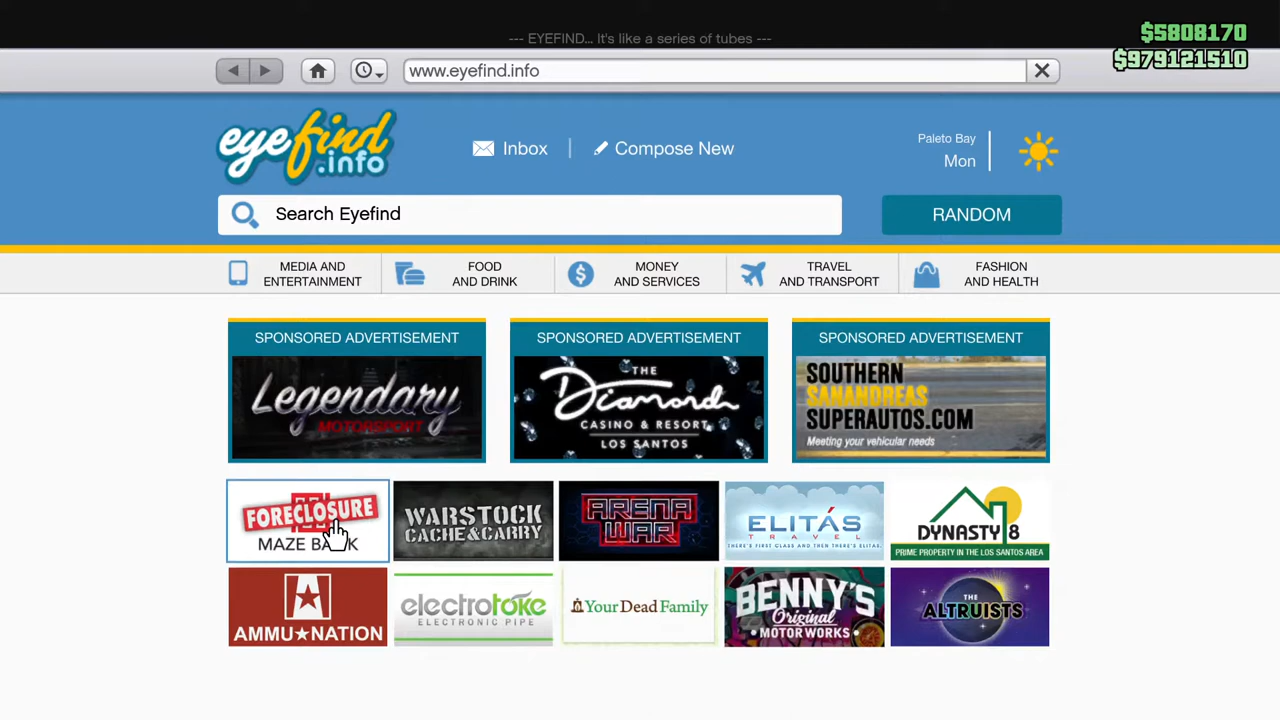 --- EYEFIND... It's like a series of tubes ---
$5808170
$979121510
www.eyefind.info
eyefind
.info
Inbox
Compose New
Paleto Bay
Mon
Search Eyefind
RANDOM
MEDIA AND
ENTERTAINMENT
FOOD
AND DRINK
MONEY
AND SERVICES
TRAVEL
AND TRANSPORT
FASHION
AND HEALTH
SPONSORED ADVERTISEMENT
Legendary
MOTORSPORT
SPONSORED ADVERTISEMENT
THE
Diamond
CASINO & RESORT
LOS SANTOS
SPONSORED ADVERTISEMENT
SOUTHERN
SAN ANDREAS
SUPERAUTOS.COM
Meeting your vehicular needs
FORECLOSURE
MAZE BANK
WARSTOCK
CACHE&CARRY
ARENA
WAR
ELITÁS
TRAVEL
THERE'S FIRST CLASS AND THEN THERE'S ELITAS.
DYNASTY 8
PRIME PROPERTY IN THE LOS SANTOS AREA
AMMU★NATION
electrotoke
ELECTRONIC PIPE
Your Dead Family
BENNY'S
Original
MOTOR WORKS
THE
ALTRUISTS